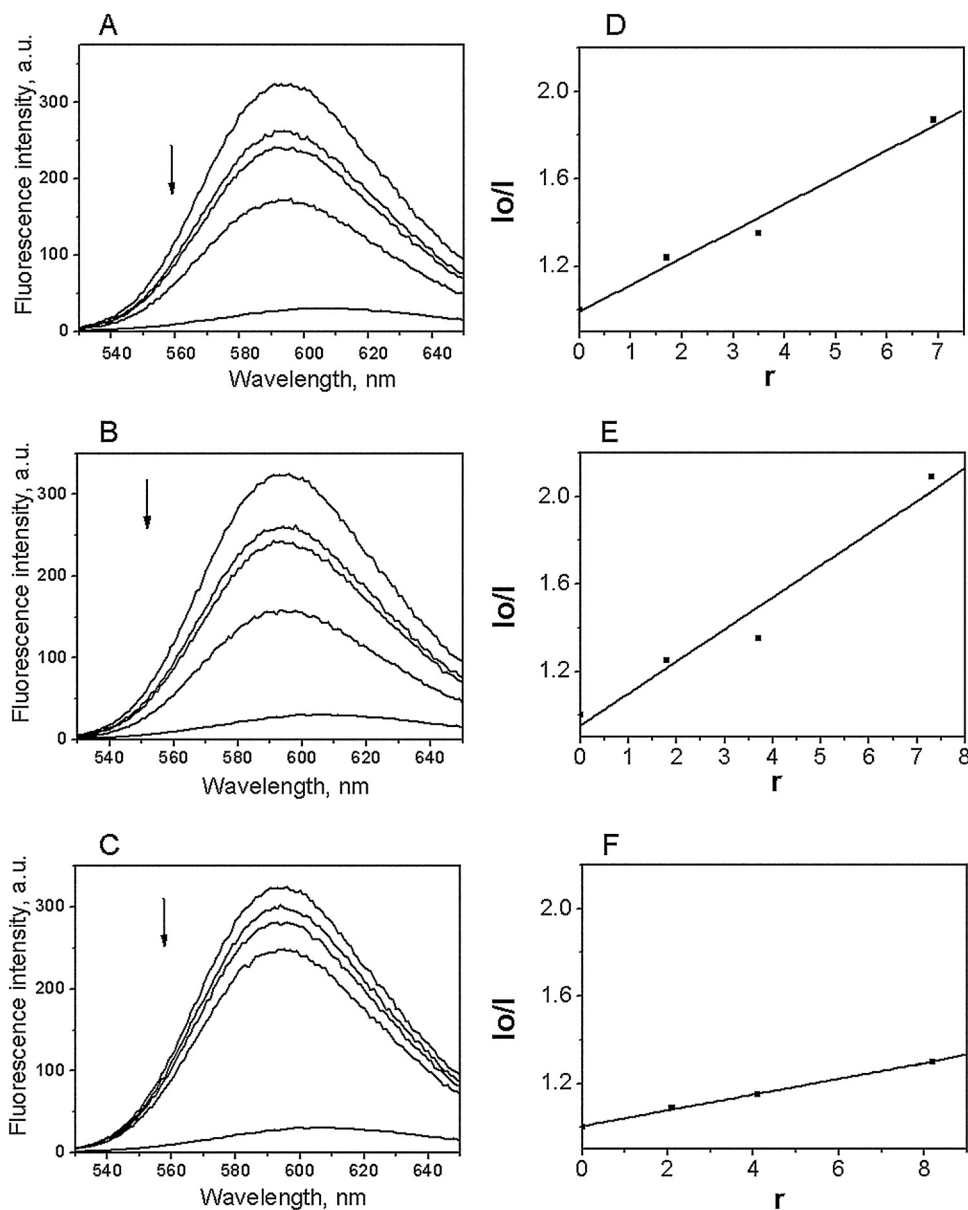 A
Fluorescence intensity, a.u.
300
200
100
0
540 560 580 600 620 640
Wavelength, nm
D
Io/I
2.0
1.6
1.2
0 1 2 3 4 5 6 7
r
B
Fluorescence intensity, a.u.
300
200
100
0
540 560 580 600 620 640
Wavelength, nm
E
Io/I
2.0
1.6
1.2
0 1 2 3 4 5 6 7 8
r
C
Fluorescence intensity, a.u.
300
200
100
0
540 560 580 600 620 640
Wavelength, nm
F
Io/I
2.0
1.6
1.2
0 2 4 6 8
r